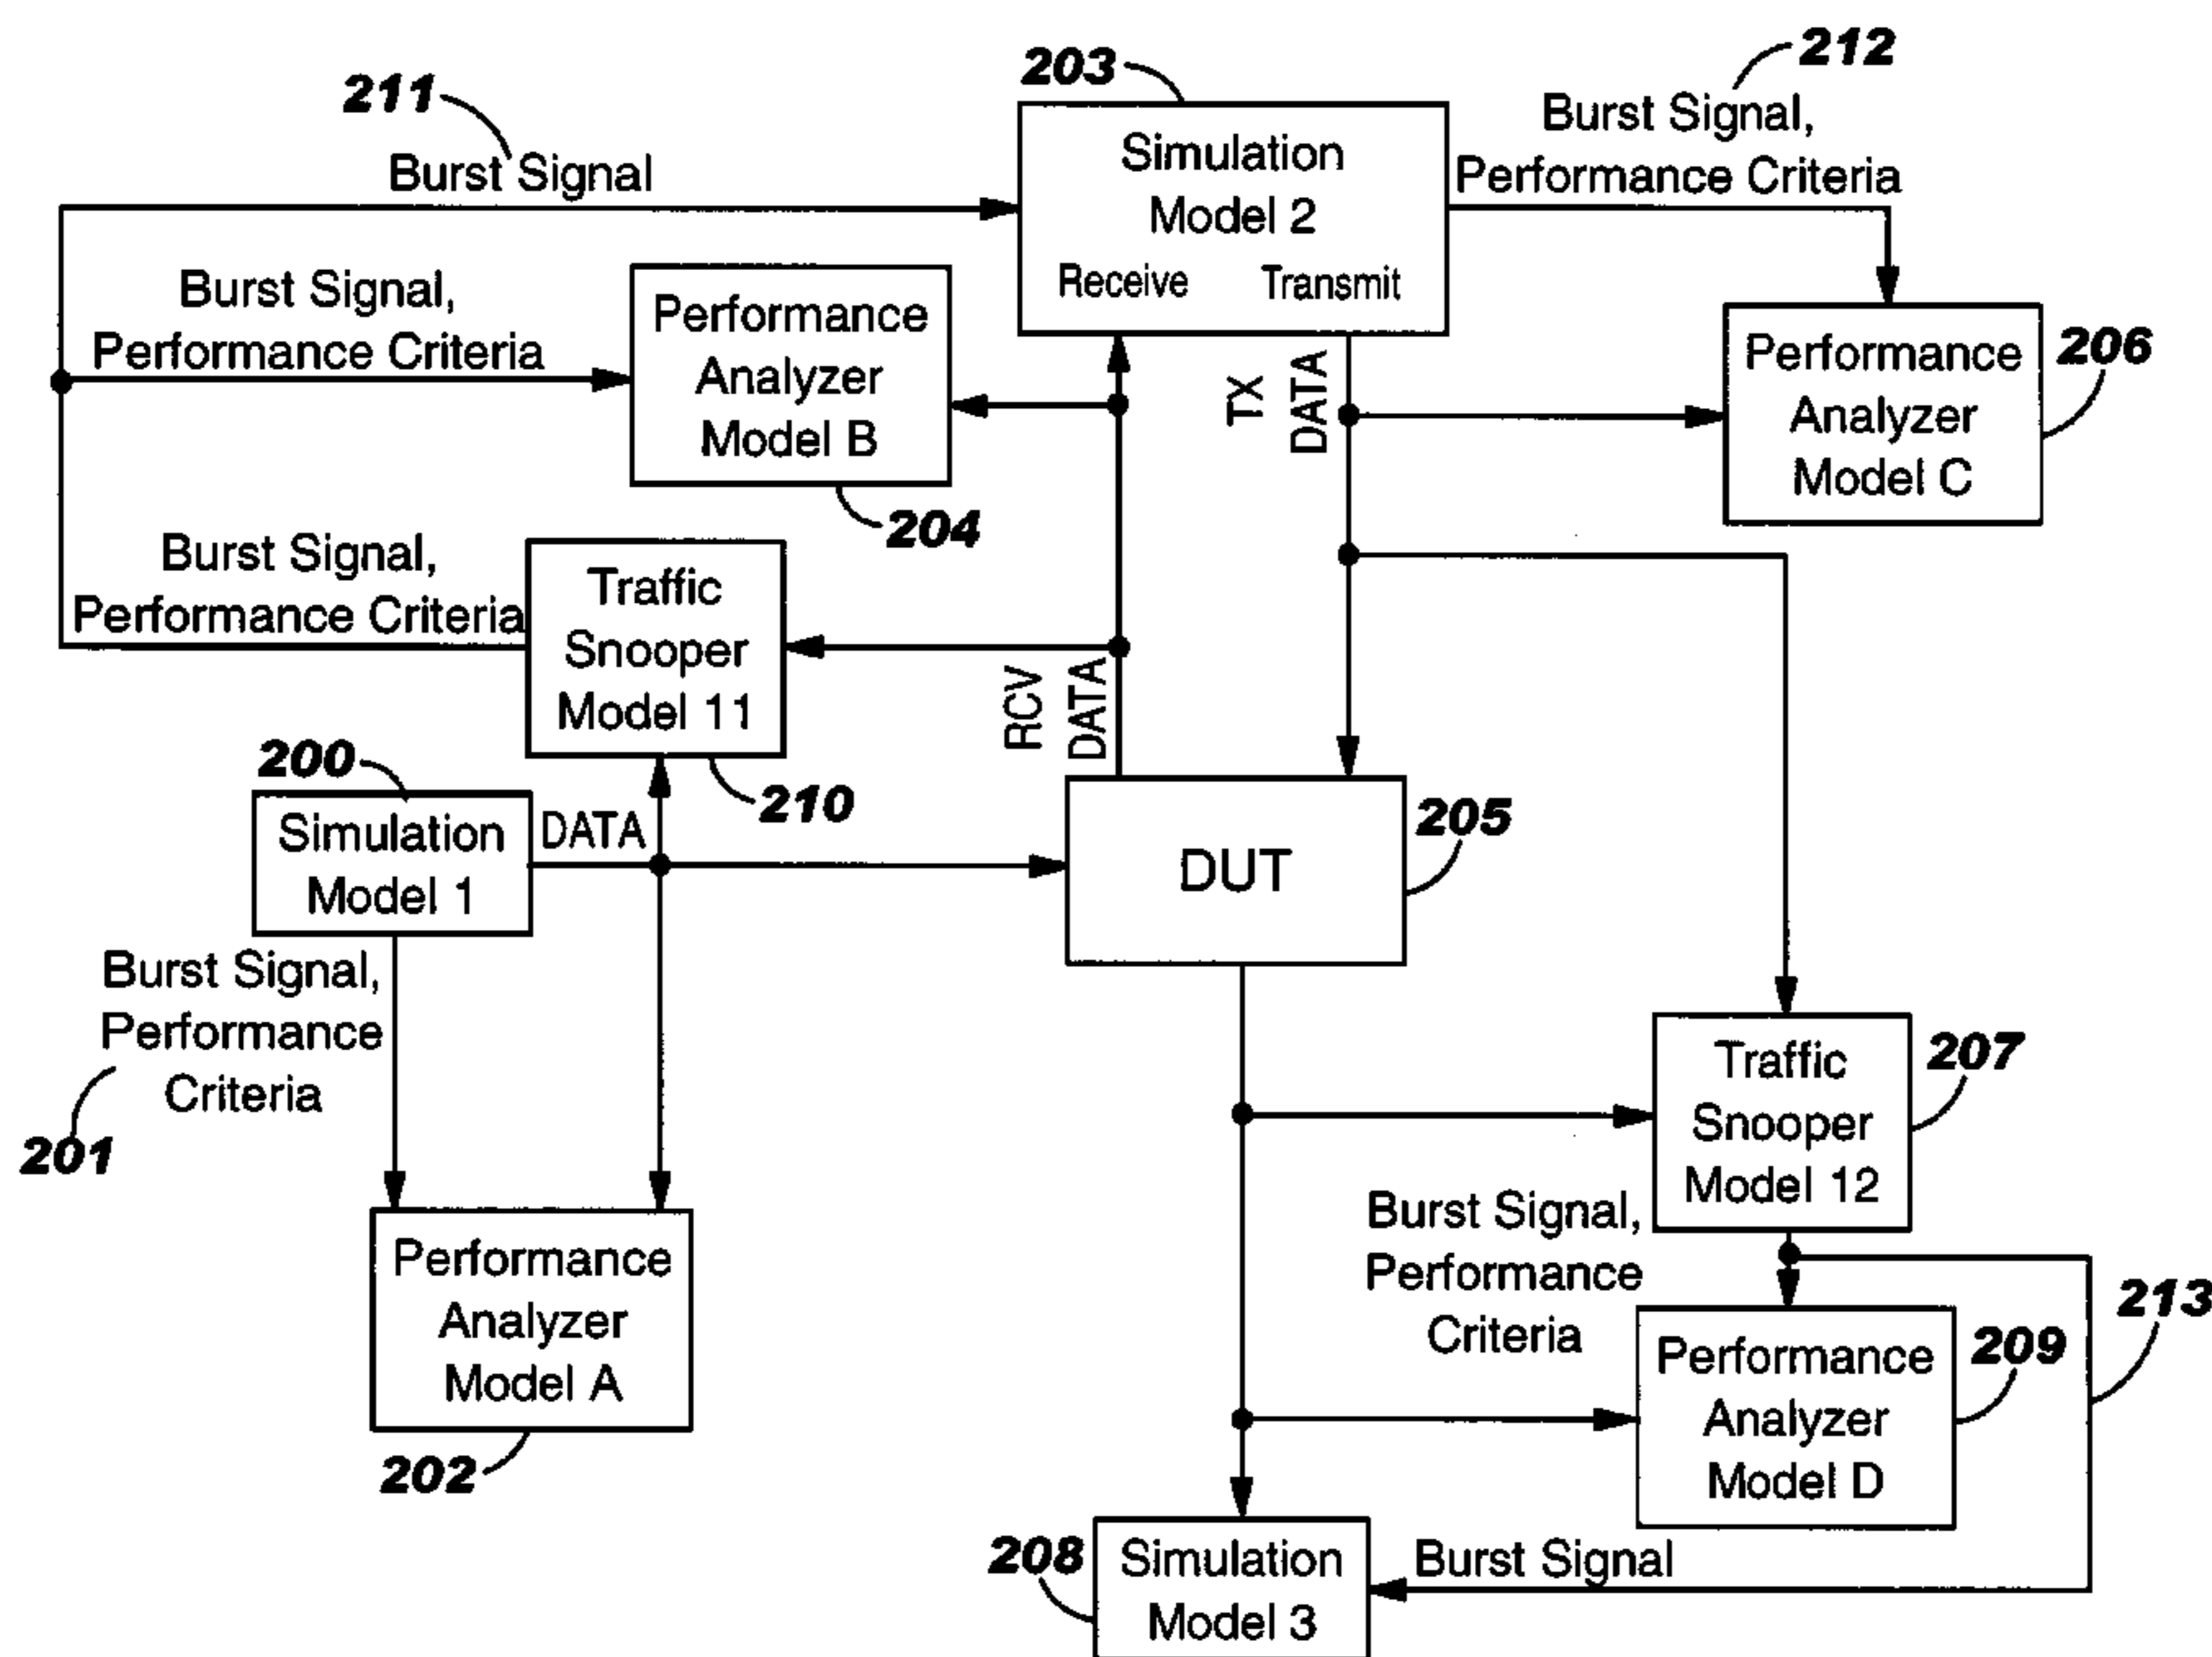 211
203
212
Burst Signal
Simulation
Model 2
Receive Transmit
Burst Signal,
Performance Criteria
Burst Signal,
Performance Criteria
Performance
Analyzer
Model B
204
TX
DATA
Performance
Analyzer
Model C
206
Burst Signal,
Performance Criteria
Traffic
Snooper
Model 11
210
RCV
DATA
200
Simulation
Model 1
DATA
DUT
205
Burst Signal,
Performance
Criteria
201
Performance
Analyzer
Model A
202
Traffic
Snooper
Model 12
207
Burst Signal,
Performance
Criteria
Performance
Analyzer
Model D
209
213
208
Simulation
Model 3
Burst Signal